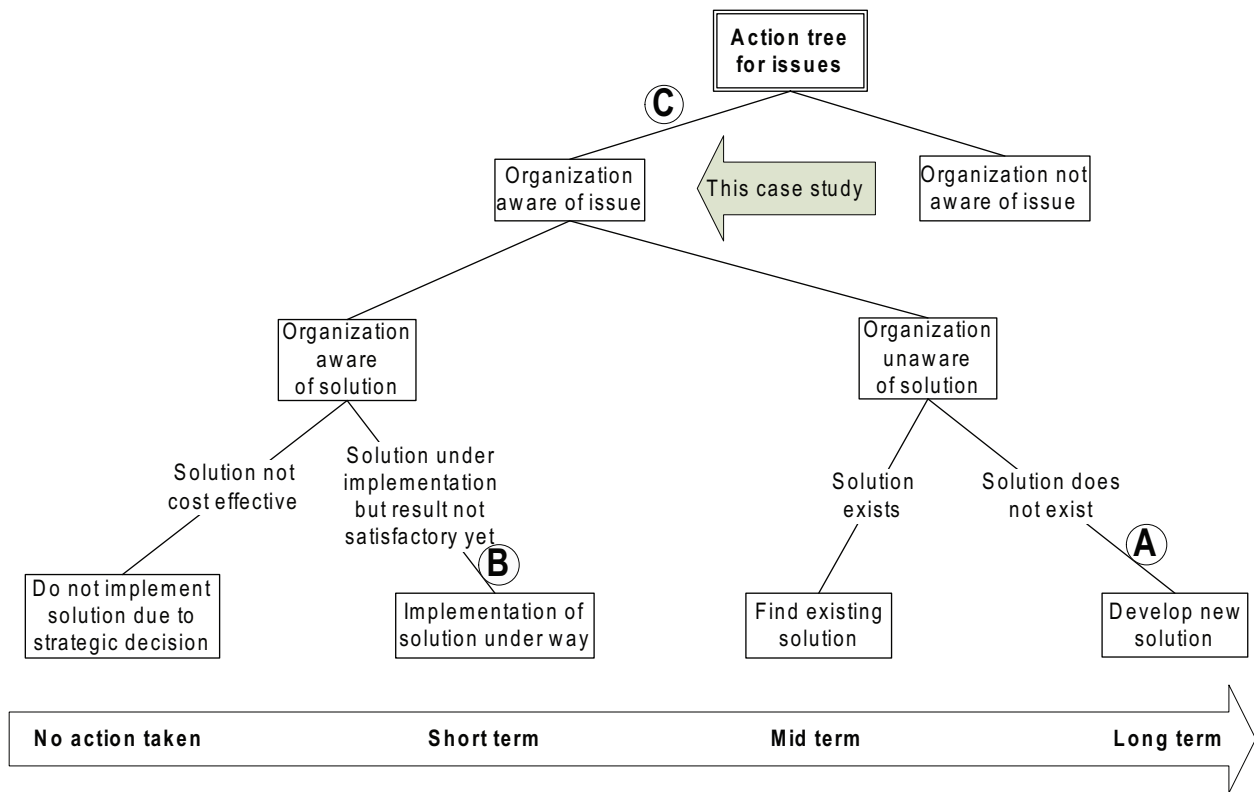 Action tree
for issues
C
Organization
aware of issue
This case study
Organization not
aware of issue
Organization
aware
of solution
Organization
unaware
of solution
Solution not
cost effective
Solution under
implementation
but result not
satisfactory yet
Solution
exists
Solution does
not exist
B
A
Do not implement
solution due to
strategic decision
Implementation of
solution under way
Find existing
solution
Develop new
solution
No action taken
Short term
Mid term
Long term